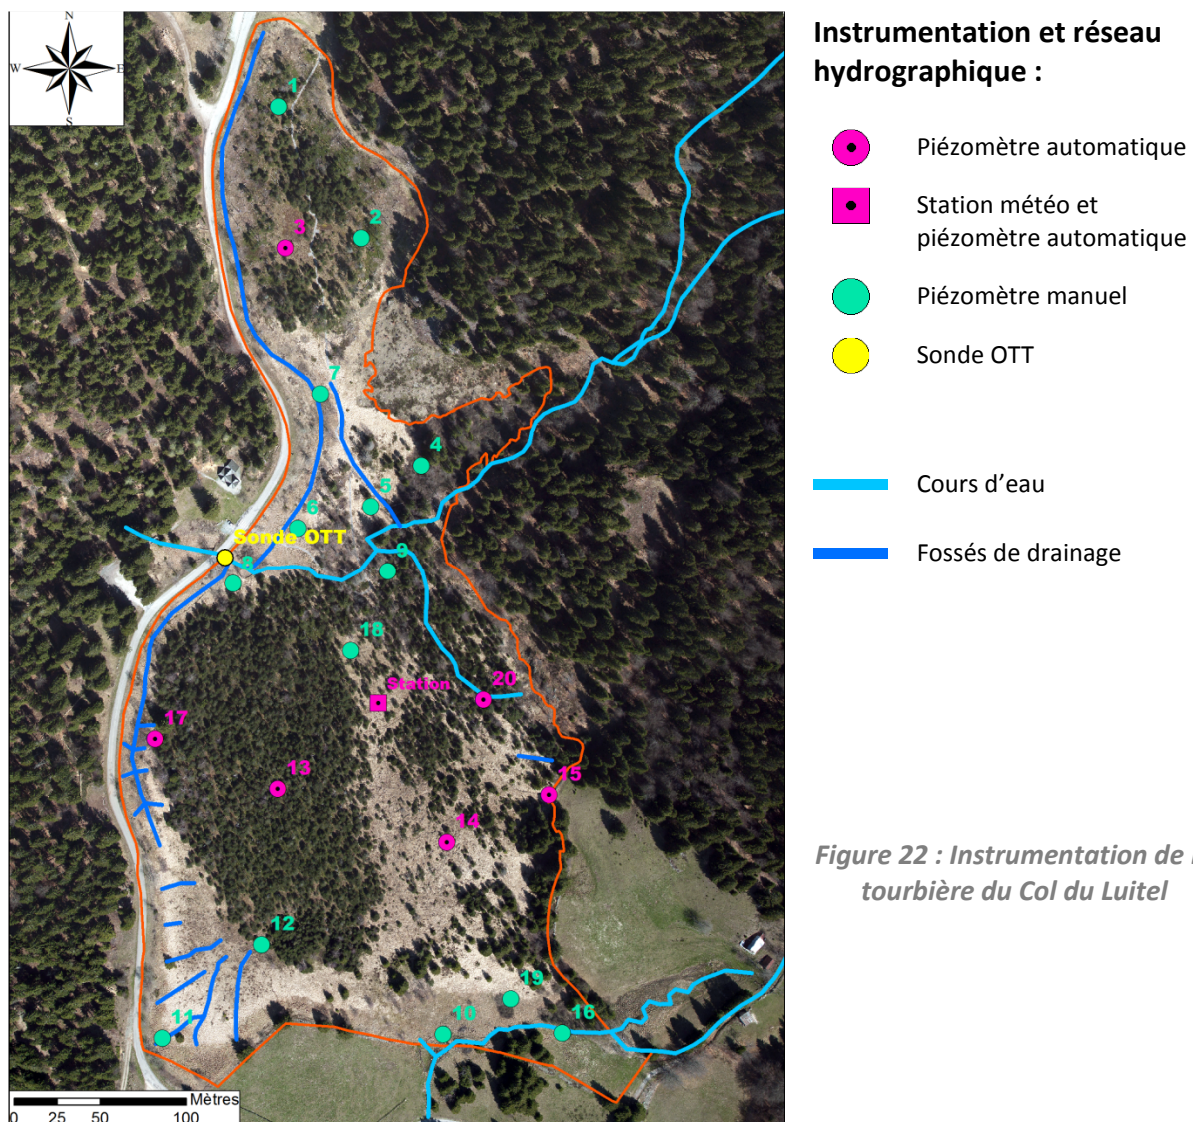 N
W
E
S
1
2
3
7
4
5
6
Sonde OTT
8
9
18
Station
20
17
13
15
14
12
19
10
16
11
Mètres
0 25 50 100
Instrumentation et réseau
hydrographique :
Piézomètre automatique
Station météo et
piézomètre automatique
Piézomètre manuel
Sonde OTT
Cours d'eau
Fossés de drainage
Figure 22 : Instrumentation de
tourbière du Col du Luitel